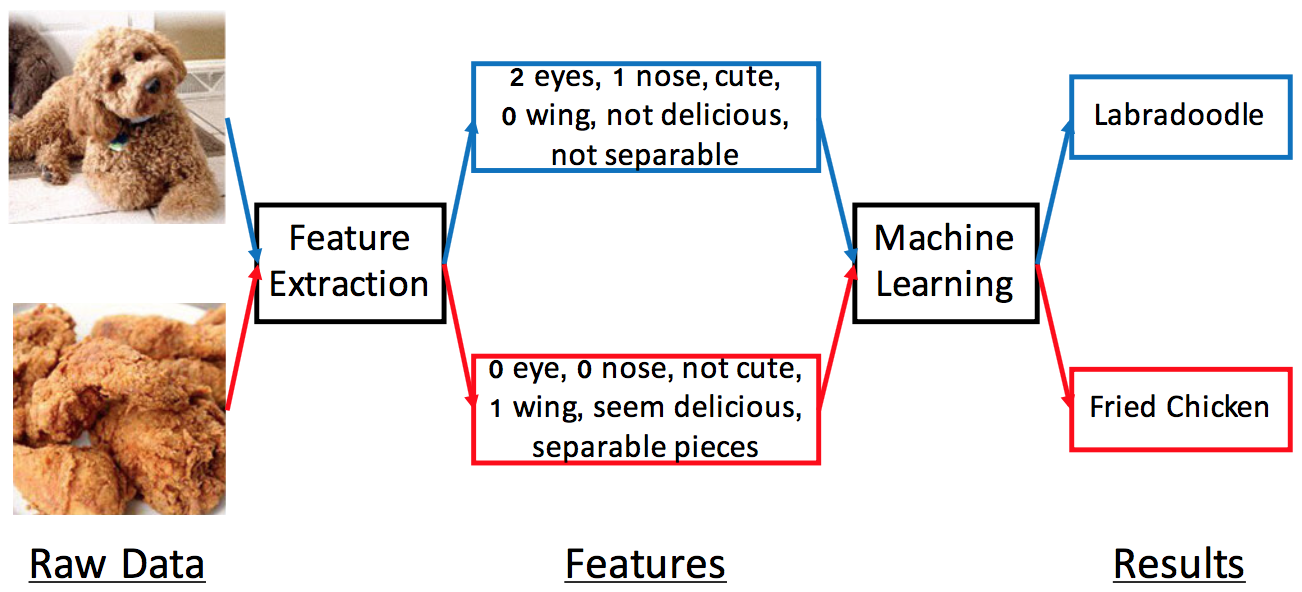 2 eyes, 1 nose, cute,
0 wing, not delicious,
not separable
Labradoodle
Feature
Extraction
Machine
Learning
0 eye, 0 nose, not cute,
1 wing, seem delicious,
separable pieces
Fried Chicken
Raw Data
Features
Results